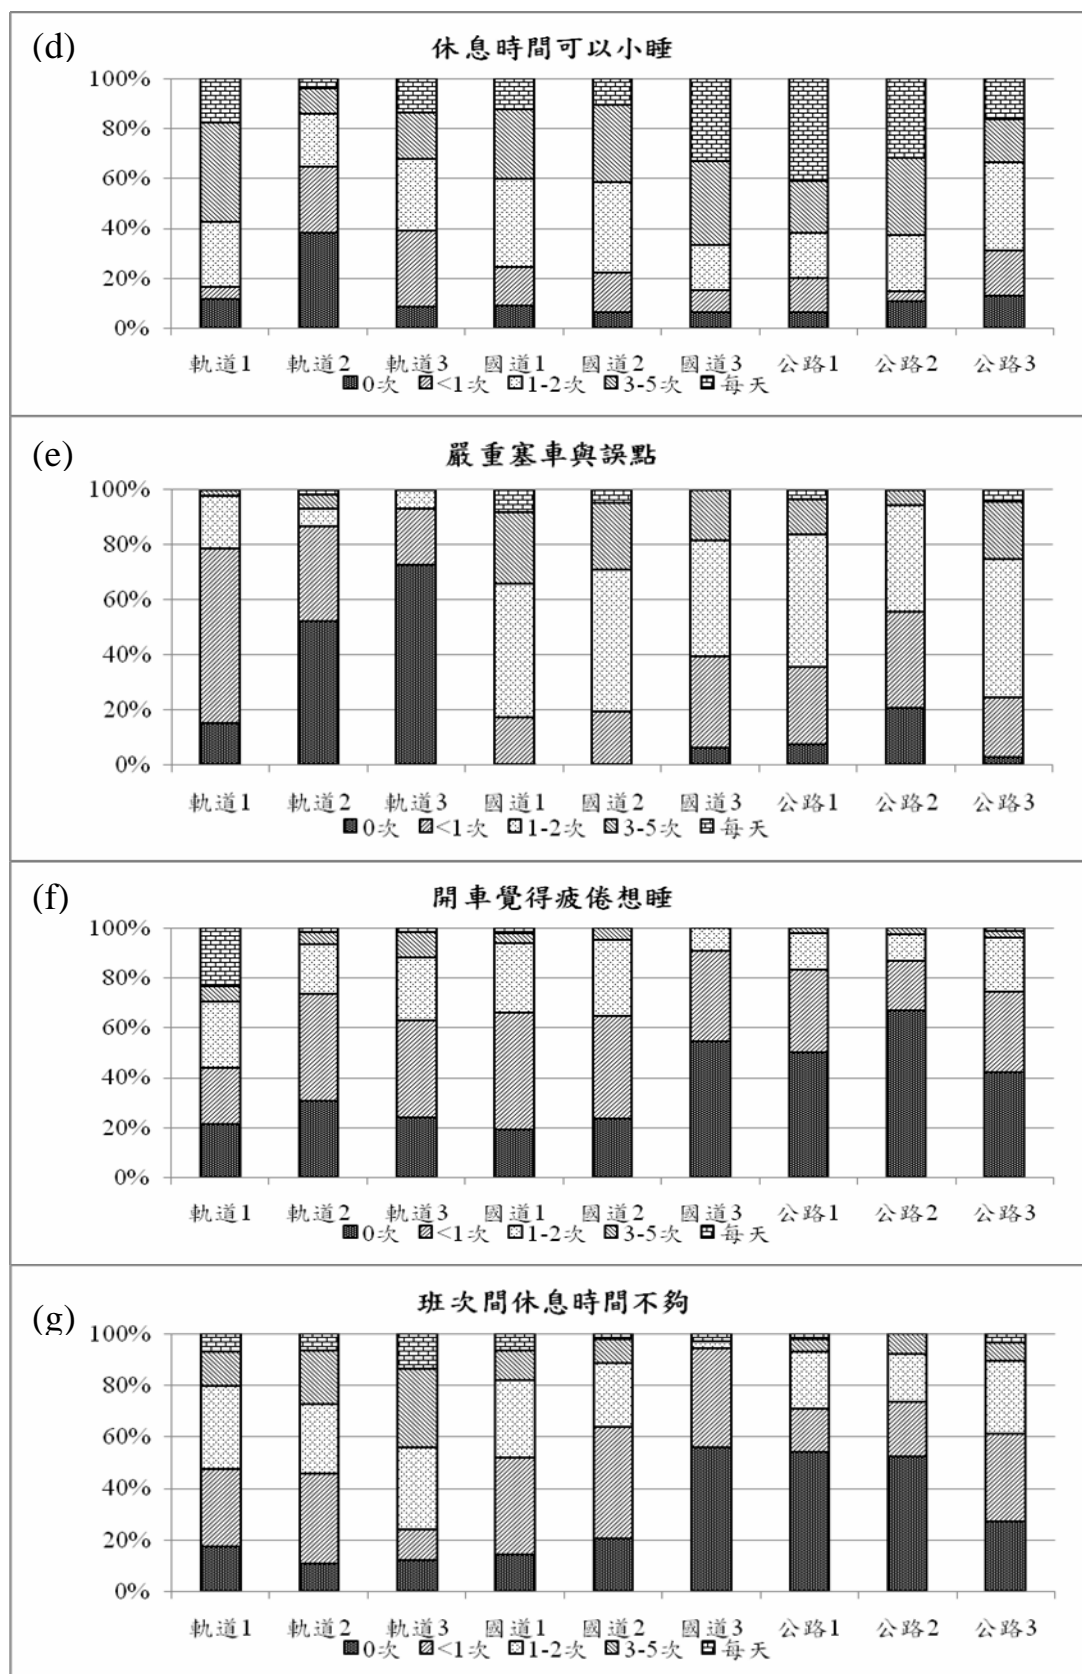 (d)
休息時間可以小睡
100%
80%
60%
40%
20%
0%
軌道1 軌道2 軌道3 國道1 國道2 國道3 公路1 公路2 公路3
0次 <1次 1-2次 3-5次 每天
(e)
嚴重塞車與誤點
100%
80%
60%
40%
20%
0%
軌道1 軌道2 軌道3 國道1 國道2 國道3 公路1 公路2 公路3
0次 <1次 1-2次 3-5次 每天
(f)
開車覺得疲倦想睡
100%
80%
60%
40%
20%
0%
軌道1 軌道2 軌道3 國道1 國道2 國道3 公路1 公路2 公路3
0次 <1次 1-2次 3-5次 每天
(g)
班次間休息時間不夠
100%
80%
60%
40%
20%
0%
軌道1 軌道2 軌道3 國道1 國道2 國道3 公路1 公路2 公路3
0次 <1次 1-2次 3-5次 每天